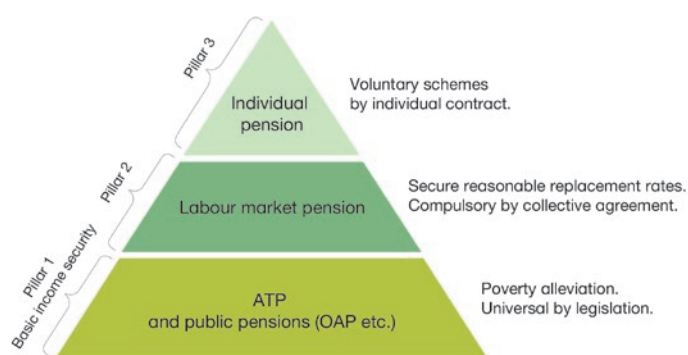 Pillar 3
Individual
pension
Voluntary schemes
by individual contract.
Pillar 2
Labour market pension
Secure reasonable replacement rates.
Compulsory by collective agreement.
Pillar 1
Basic income security
ATP
and public pensions (OAP etc.)
Poverty alleviation.
Universal by legislation.